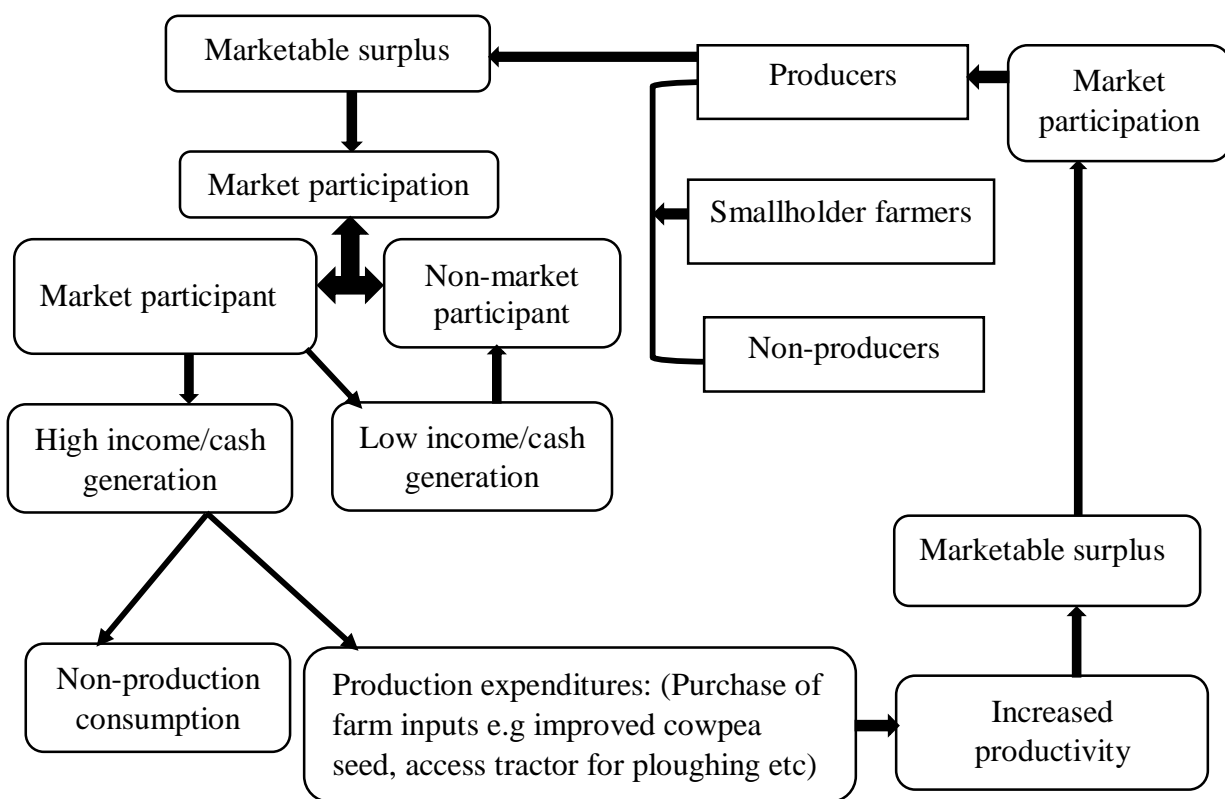 Marketable surplus
Producers
Market
participation
Market participation
Smallholder farmers
Market participant
Non-market
participant
Non-producers
High income/cash
generation
Low income/cash
generation
Marketable surplus
Non-production
consumption
Production expenditures: (Purchase of
farm inputs e.g improved cowpea
seed, access tractor for ploughing etc)
Increased
productivity